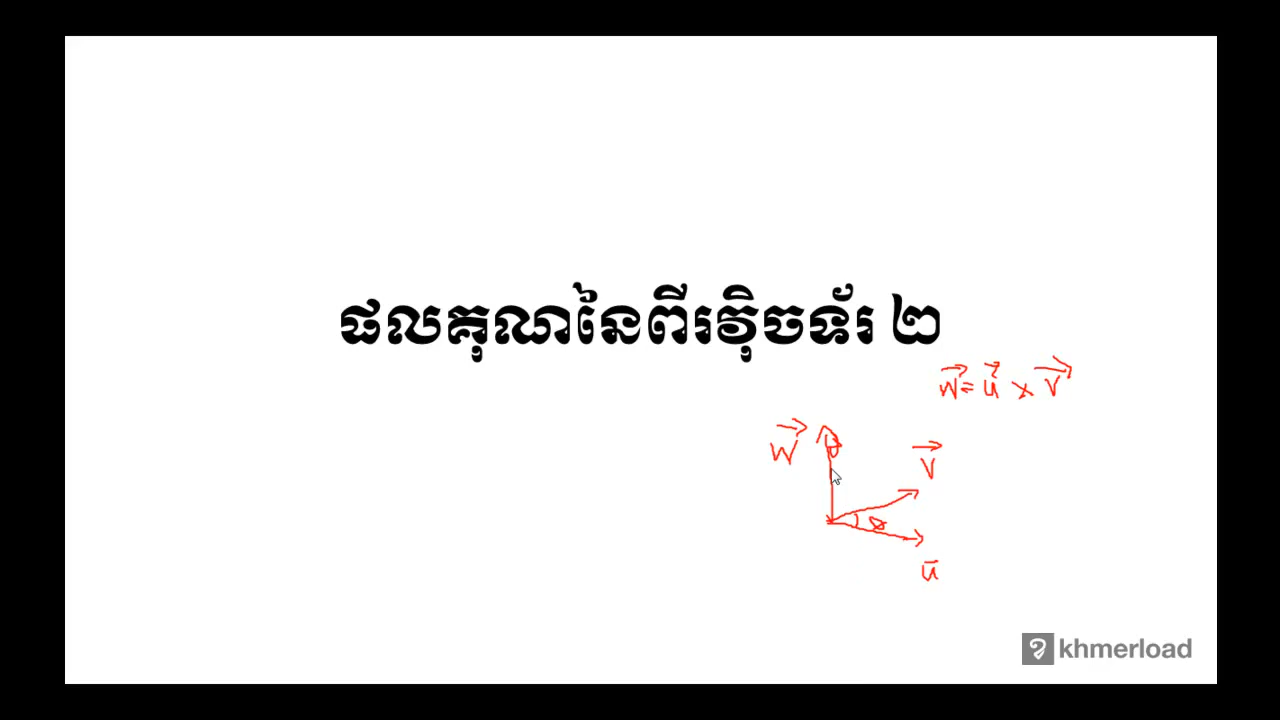 ផលគុណនៃពីរវ៉ិចទ័រ ២
w⃗ = u⃗ × v⃗
w⃗
θ
v⃗
θ
u⃗
khmerload